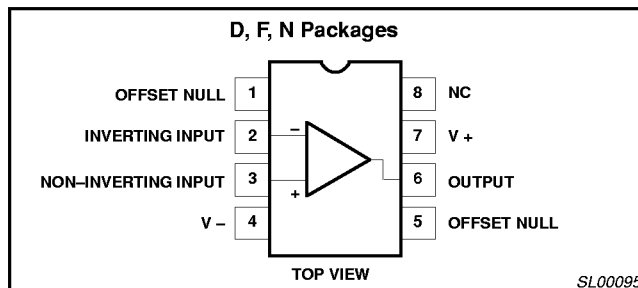 D, F, N Packages
OFFSET NULL 1 8 NC
INVERTING INPUT 2 – 7 V +
NON–INVERTING INPUT 3 + 6 OUTPUT
V – 4 5 OFFSET NULL
TOP VIEW
SL00095